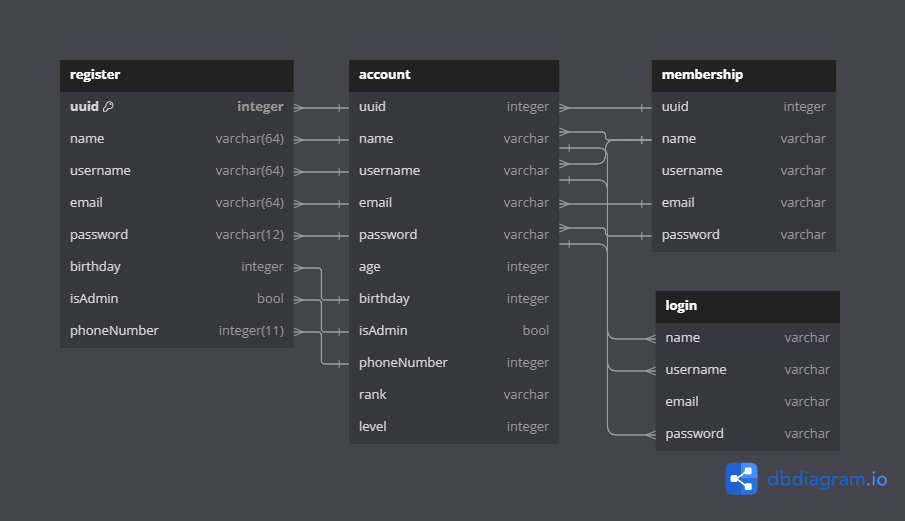 register
uuid integer
name varchar(64)
username varchar(64)
email varchar(64)
password varchar(12)
birthday integer
isAdmin bool
phoneNumber integer(11)
account
uuid integer
name varchar
username varchar
email varchar
password varchar
age integer
birthday integer
isAdmin bool
phoneNumber integer
rank varchar
level integer
membership
uuid integer
name varchar
username varchar
email varchar
password varchar
login
name varchar
username varchar
email varchar
password varchar
dbdiagram.io